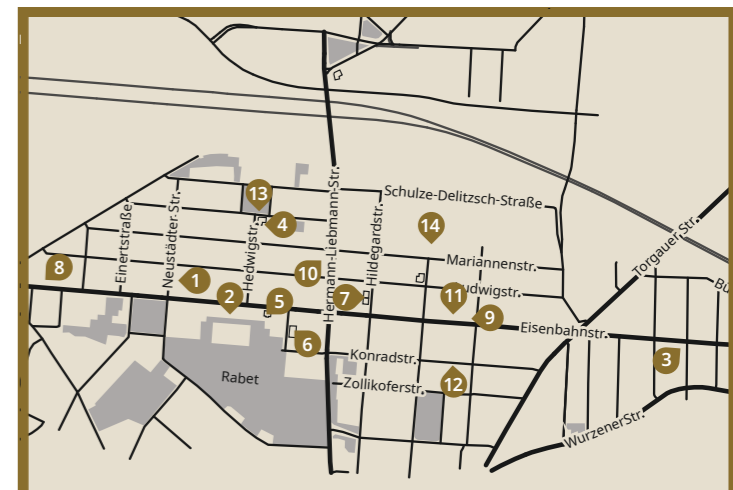 13
Schulze-Delitzsch-Straße
4
14
Einertstraße
Neustädter Str.
Hedwigstr.
Hermann-Liebmann-Str.
Hildegardstr.
Mariannenstr.
Torgauer Str.
8
1
10
2
5
7
11
udwigstr.
9
Eisenbahnstr.
6
Konradstr.
3
Rabet
Zollikoferstr.
12
WurzenerStr.